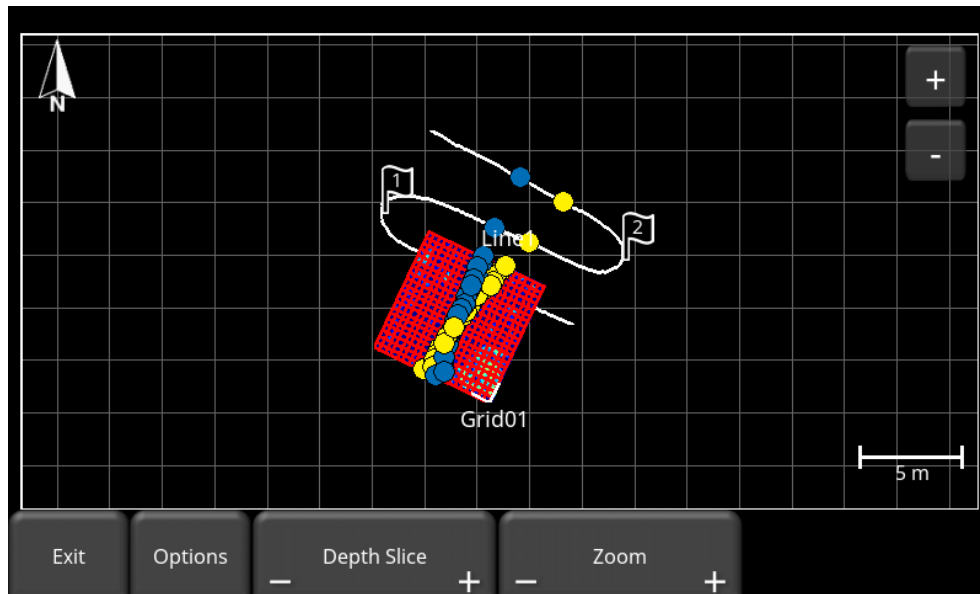 N
+
-
1
2
Line1
Grid01
5 m
Exit
Options
Depth Slice
− +
Zoom
− +